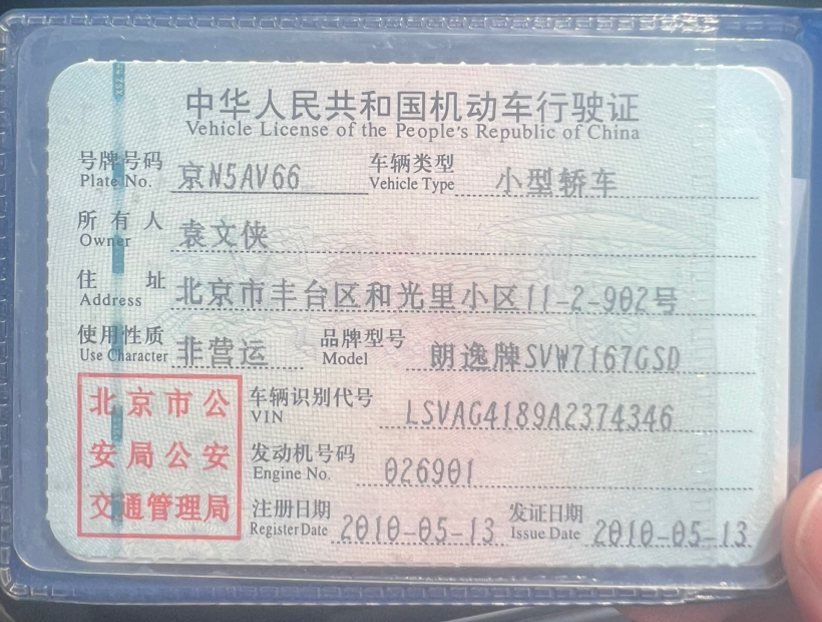 中华人民共和国机动车行驶证
Vehicle License of the People's Republic of China
号牌号码 京N5AV66 车辆类型 小型轿车
Plate No. Vehicle Type
所有人 袁文侠
Owner
住址 北京市丰台区和光里小区11-2-902号
Address
使用性质 非营运 品牌型号 朗逸牌SVW7167GSD
Use Character Model
北京市公
安局公安
交通管理局
车辆识别代号 LSVAG4189A2374346
VIN
发动机号码 026901
Engine No.
注册日期 2010-05-13 发证日期 2010-05-13
Register Date Issue Date